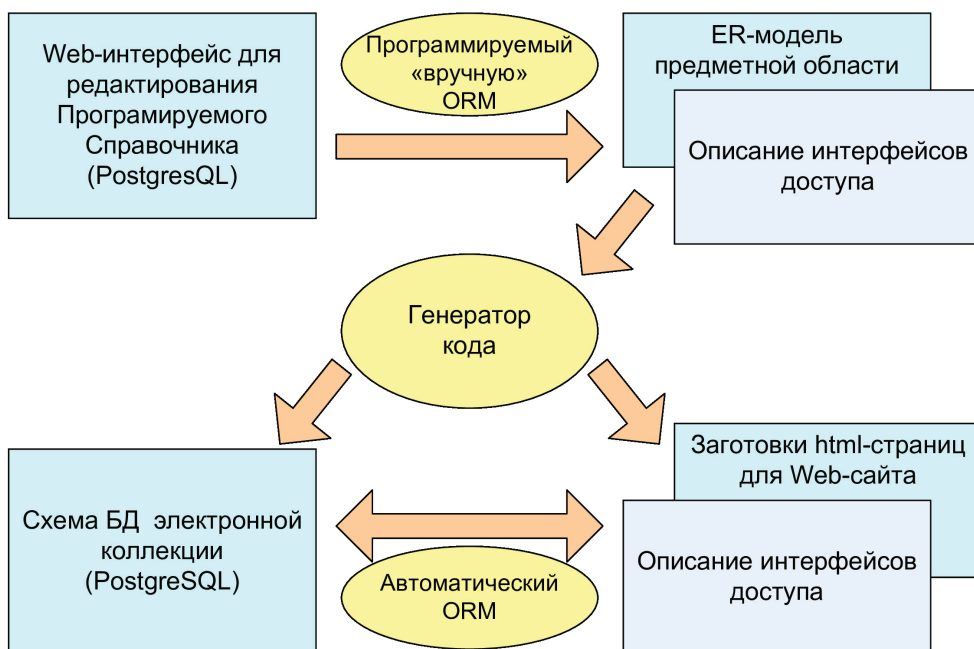 Web-интерфейс для
редактирования
Програмируемого
Справочника
(PostgresQL)
Программируемый
«вручную»
ORM
ER-модель
предметной области
Описание интерфейсов
доступа
Генератор
кода
Схема БД электронной
коллекции
(PostgreSQL)
Автоматический
ORM
Заготовки html-страниц
для Web-сайта
Описание интерфейсов
доступа